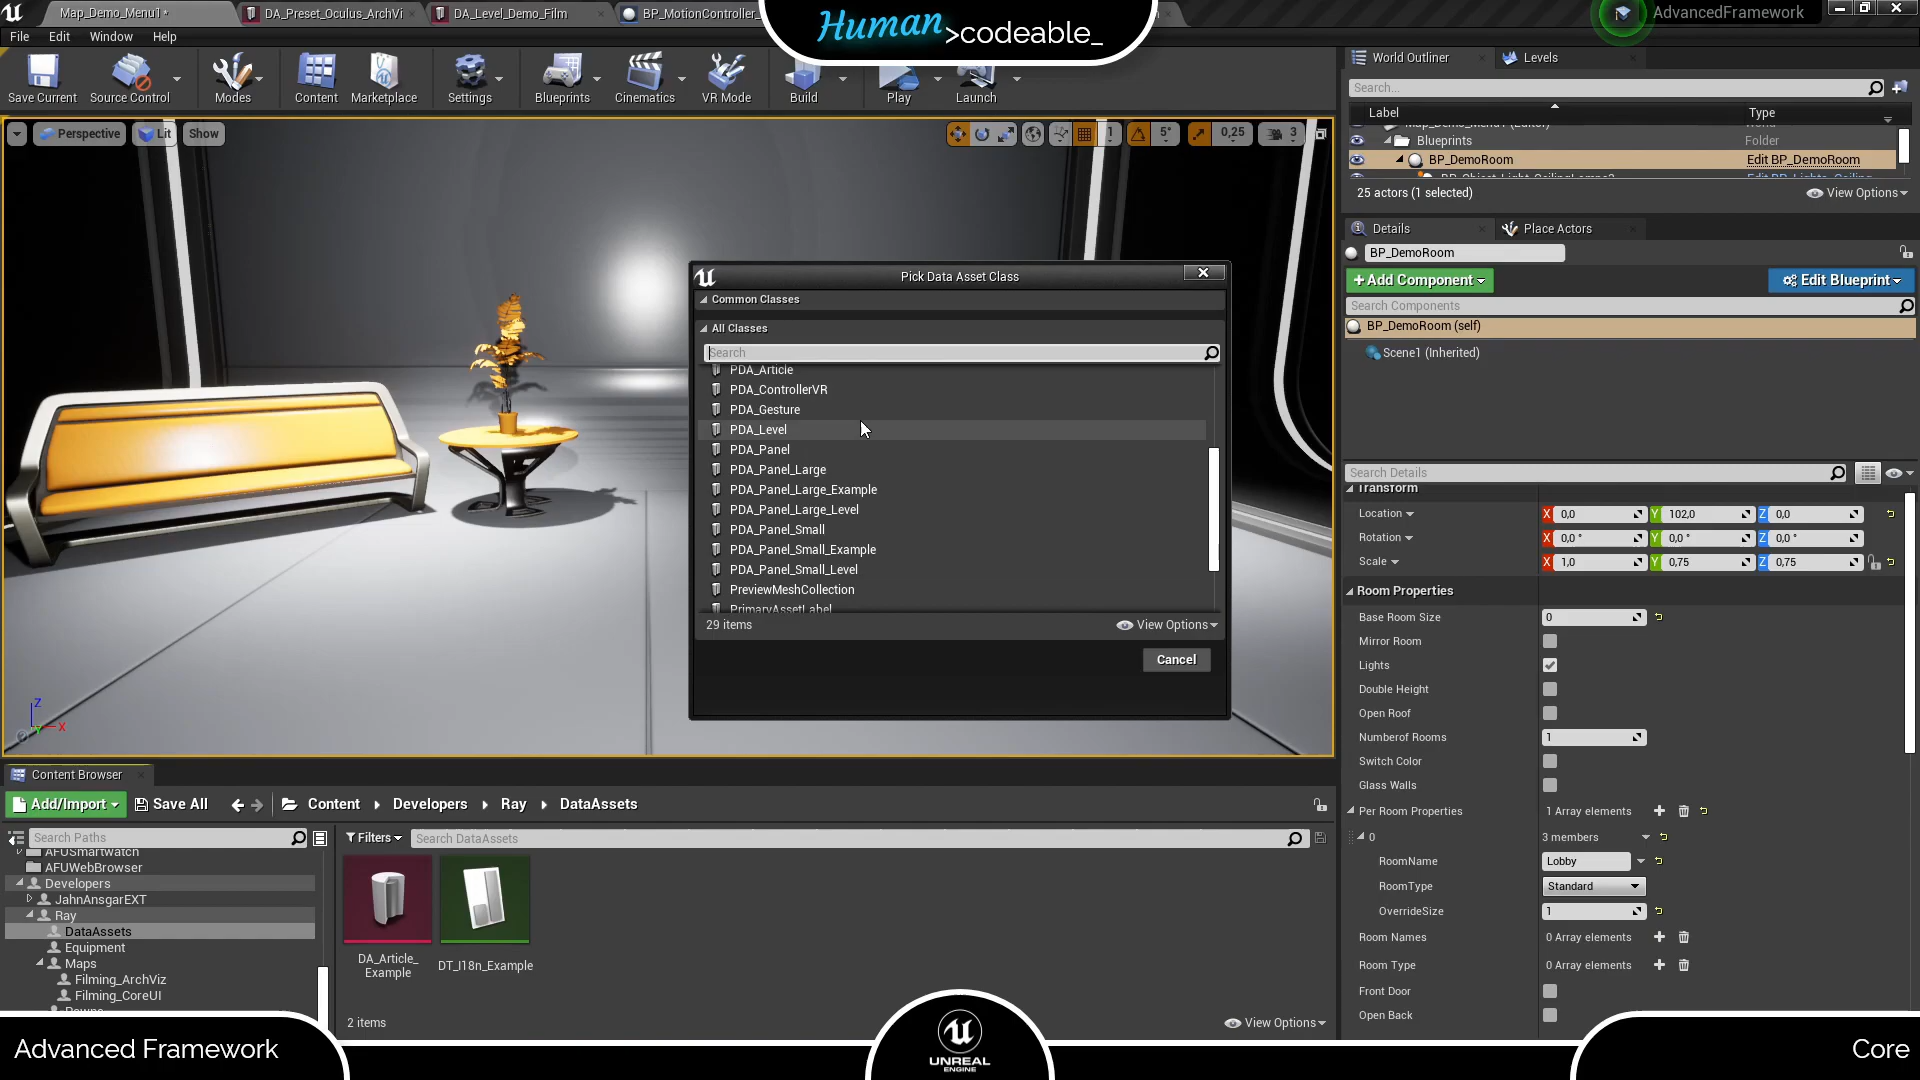 Map_Demo_Menu1*
DA_Preset_Oculus_ArchVi
DA_Level_Demo_Film
BP_MotionController_
Human >codeable_
AdvancedFramework
File Edit Window Help
Save Current
Source Control
Modes
Content
Marketplace
Settings
Blueprints
Cinematics
VR Mode
Build
Play
Launch
Perspective
Lit
Show
1
5°
0,25
3
World Outliner
Levels
Search...
Label
Type
Map_Demo_Menu1 (Editor)
World
Blueprints
Folder
BP_DemoRoom
Edit BP_DemoRoom
25 actors (1 selected)
View Options
Details
Place Actors
BP_DemoRoom
+Add Component
Edit Blueprint
Search Components
BP_DemoRoom (self)
Scene1 (Inherited)
Search Details
Transform
Location
X 0,0
Y 102,0
Z 0,0
Rotation
X 0,0 °
Y 0,0 °
Z 0,0 °
Scale
X 1,0
Y 0,75
Z 0,75
Room Properties
Base Room Size
0
Mirror Room
Lights
Double Height
Open Roof
Numberof Rooms
1
Switch Color
Glass Walls
Per Room Properties
1 Array elements
0
3 members
RoomName
Lobby
RoomType
Standard
OverrideSize
1
Room Names
0 Array elements
Room Type
0 Array elements
Front Door
Open Back
Pick Data Asset Class
Common Classes
All Classes
Search
PDA_Article
PDA_ControllerVR
PDA_Gesture
PDA_Level
PDA_Panel
PDA_Panel_Large
PDA_Panel_Large_Example
PDA_Panel_Large_Level
PDA_Panel_Small
PDA_Panel_Small_Example
PDA_Panel_Small_Level
PreviewMeshCollection
PrimaryAssetLabel
29 items
View Options
Cancel
Z
X
Y
Content Browser
Add/Import
Save All
Content
Developers
Ray
DataAssets
Search Paths
Filters
Search DataAssets
AFUSmartwatch
AFUWebBrowser
Developers
JahnAnsgarEXT
Ray
DataAssets
Equipment
Maps
Filming_ArchViz
Filming_CoreUI
DA_Article_
Example
DT_I18n_Example
2 items
View Options
Advanced Framework
UNREAL
ENGINE
Core